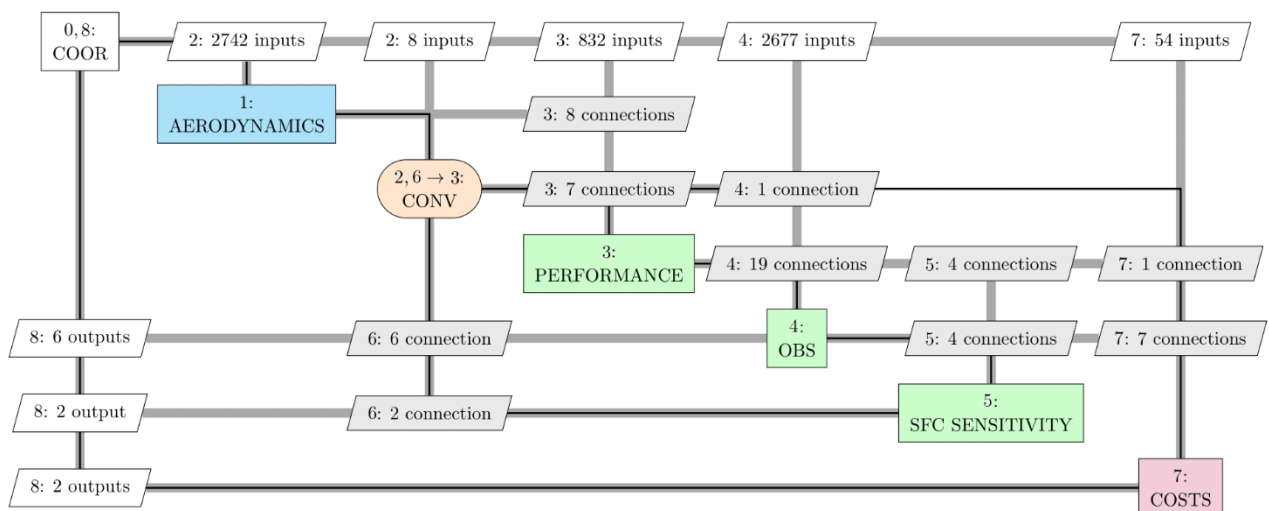 0, 8:
COOR
2: 2742 inputs
2: 8 inputs
3: 832 inputs
4: 2677 inputs
7: 54 inputs
1:
AERODYNAMICS
3: 8 connections
2, 6 → 3:
CONV
3: 7 connections
4: 1 connection
3:
PERFORMANCE
4: 19 connections
5: 4 connections
7: 1 connection
8: 6 outputs
6: 6 connection
4:
OBS
5: 4 connections
7: 7 connections
8: 2 output
6: 2 connection
5:
SFC SENSITIVITY
8: 2 outputs
7:
COSTS